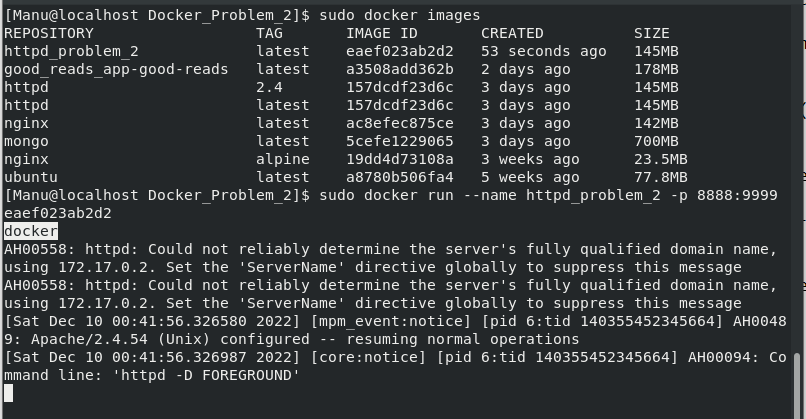 [Manu@localhost Docker_Problem_2]$ sudo docker images
REPOSITORY TAG IMAGE ID CREATED SIZE
httpd_problem_2 latest eaef023ab2d2 53 seconds ago 145MB
good_reads_app-good-reads latest a3508add362b 2 days ago 178MB
httpd 2.4 157dcdf23d6c 3 days ago 145MB
httpd latest 157dcdf23d6c 3 days ago 145MB
nginx latest ac8efec875ce 3 days ago 142MB
mongo latest 5cefe1229065 3 days ago 700MB
nginx alpine 19dd4d73108a 3 weeks ago 23.5MB
ubuntu latest a8780b506fa4 5 weeks ago 77.8MB
[Manu@localhost Docker_Problem_2]$ sudo docker run --name httpd_problem_2 -p 8888:9999
eaef023ab2d2
docker
AH00558: httpd: Could not reliably determine the server's fully qualified domain name,
using 172.17.0.2. Set the 'ServerName' directive globally to suppress this message
AH00558: httpd: Could not reliably determine the server's fully qualified domain name,
using 172.17.0.2. Set the 'ServerName' directive globally to suppress this message
[Sat Dec 10 00:41:56.326580 2022] [mpm_event:notice] [pid 6:tid 140355452345664] AH0048
9: Apache/2.4.54 (Unix) configured -- resuming normal operations
[Sat Dec 10 00:41:56.326987 2022] [core:notice] [pid 6:tid 140355452345664] AH00094: Co
mmand line: 'httpd -D FOREGROUND'